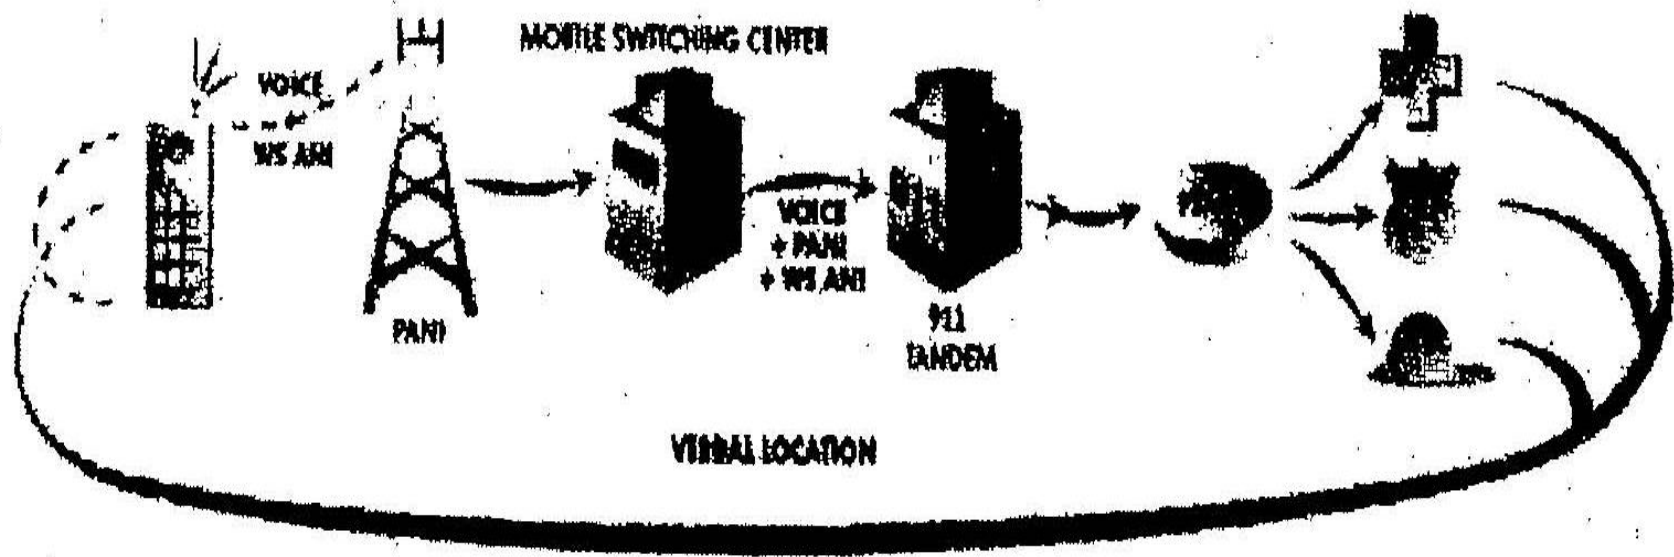 MOBILE SWITCHING CENTER
VOICE
WS ANI
PANI
VOICE
+ PANI
+ WS ANI
911
TANDEM
VERBAL LOCATION